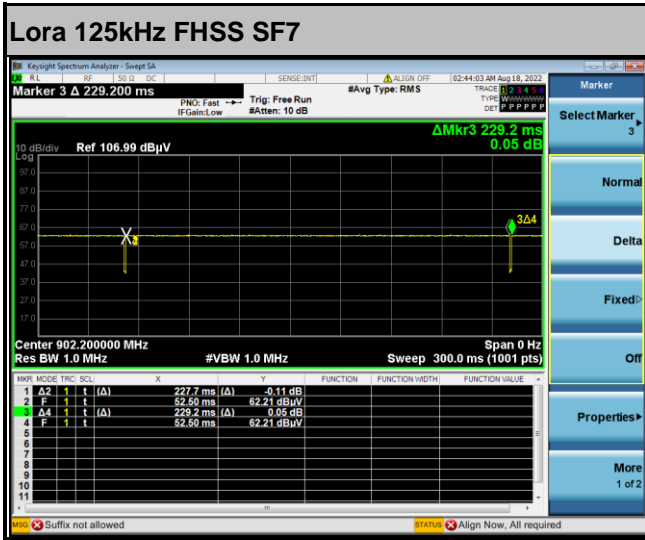 Lora 125kHz FHSS SF7
Keysight Spectrum Analyzer - Swept SA
RL RF 50 Ω DC SENSE:INT ALIGN OFF 02:44:03 AM Aug 18, 2022
Marker 3 Δ 229.200 ms
PNO: Fast
IFGain:Low
Trig: Free Run
#Atten: 10 dB
#Avg Type: RMS
TRACE 1 2 3 4 5 6
TYPE WWWWWW
DET P P P P P P
Marker
Select Marker
3
Normal
Delta
Fixed
Off
Properties
More
1 of 2
ΔMkr3 229.2 ms
0.05 dB
10 dB/div Ref 106.99 dBμV
Log
97.0
87.0
77.0
67.0
57.0
47.0
37.0
27.0
17.0
3Δ4
Center 902.200000 MHz Span 0 Hz
Res BW 1.0 MHz #VBW 1.0 MHz Sweep 300.0 ms (1001 pts)
MKR MODE TRC SCL X Y FUNCTION FUNCTION WIDTH FUNCTION VALUE
1 Δ2 1 t (Δ) 227.7 ms (Δ) -0.11 dB
2 F 1 t 52.50 ms 62.21 dBμV
3 Δ4 1 t (Δ) 229.2 ms (Δ) 0.05 dB
4 F 1 t 52.50 ms 62.21 dBμV
5
6
7
8
9
10
11
MSG Suffix not allowed STATUS Align Now, All required